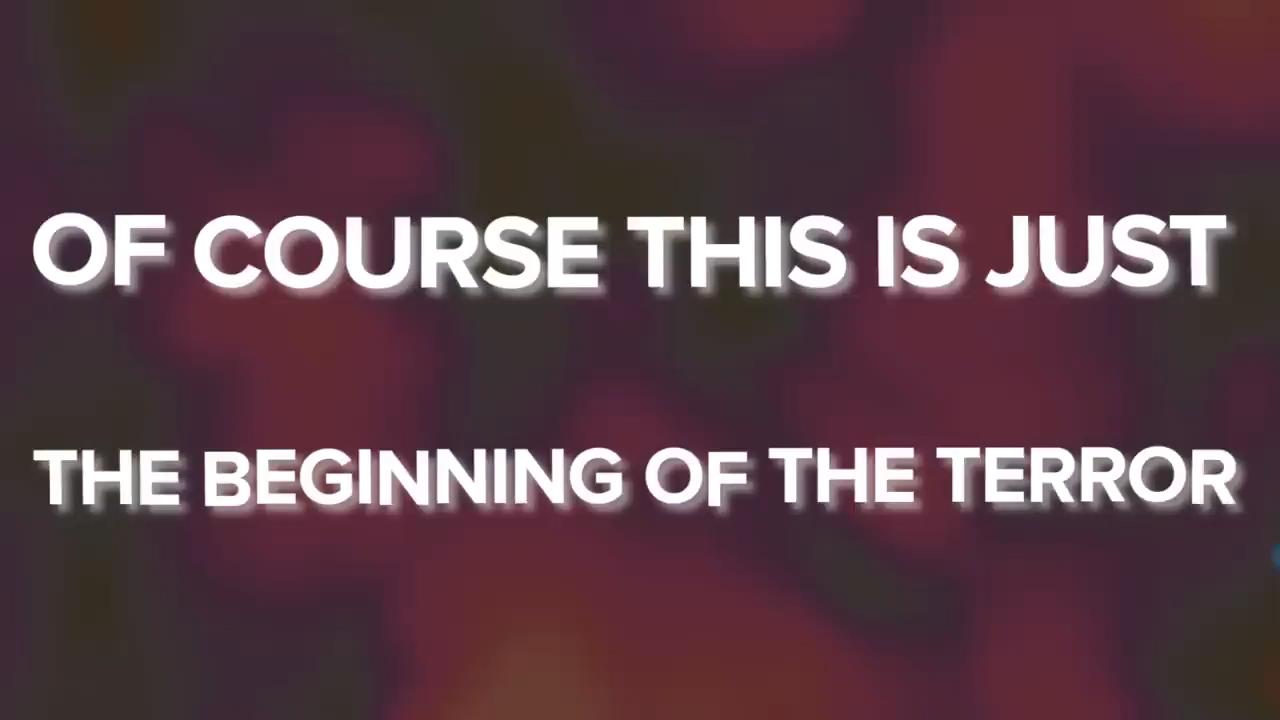 OF COURSE THIS IS JUST
THE BEGINNING OF THE TERROR